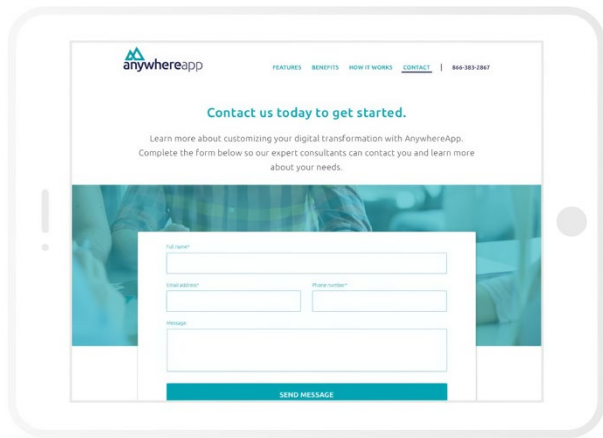 anywhereapp
FEATURES BENEFITS HOW IT WORKS CONTACT | 866-383-2867
Contact us today to get started.
Learn more about customizing your digital transformation with AnywhereApp.
Complete the form below so our expert consultants can contact you and learn more
about your needs.
Full name*
Email address* Phone number*
Message
SEND MESSAGE